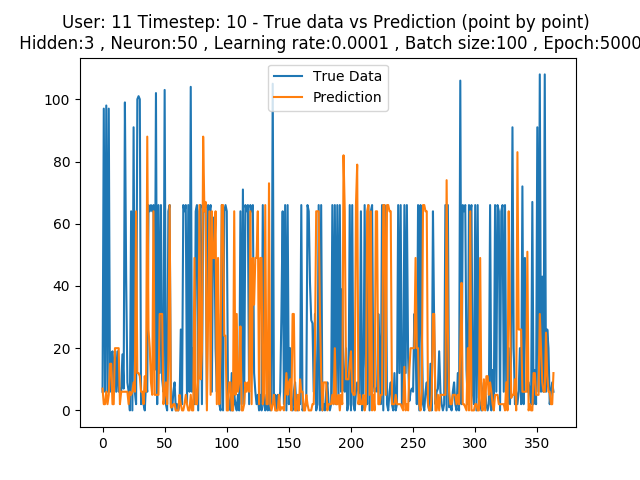 User: 11 Timestep: 10 - True data vs Prediction (point by point)
Hidden:3 , Neuron:50 , Learning rate:0.0001 , Batch size:100 , Epoch:5000
True Data
Prediction
100
80
60
40
20
0
0 50 100 150 200 250 300 350